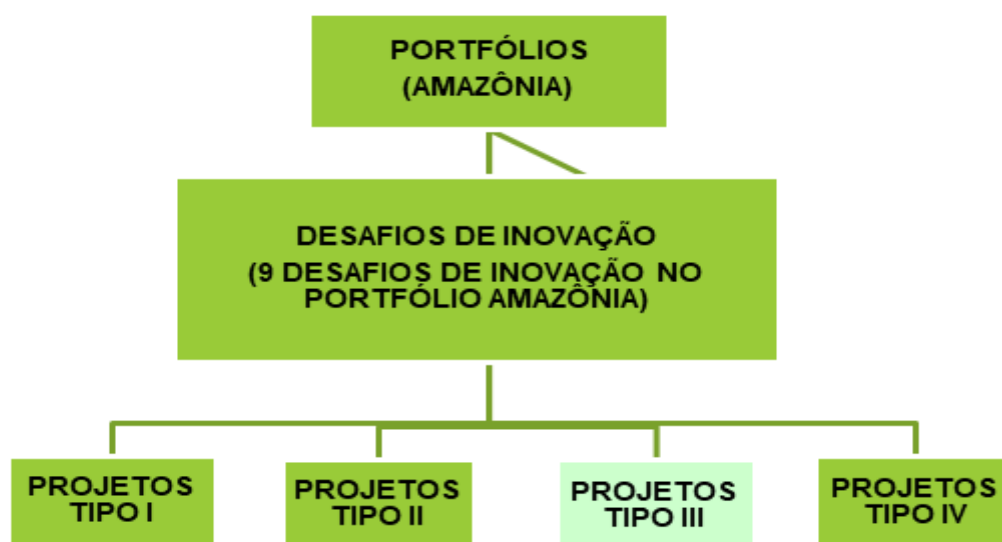 PORTFÓLIOS
(AMAZÔNIA)
DESAFIOS DE INOVAÇÃO
(9 DESAFIOS DE INOVAÇÃO NO
PORTFÓLIO AMAZÔNIA)
PROJETOS
TIPO I
PROJETOS
TIPO II
PROJETOS
TIPO III
PROJETOS
TIPO IV